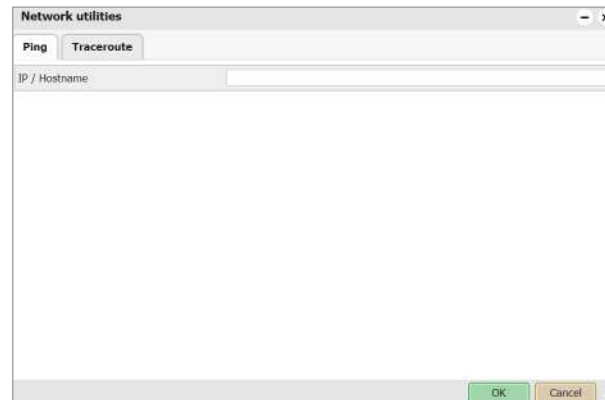 Network utilities
Ping Traceroute
IP / Hostname
OK Cancel